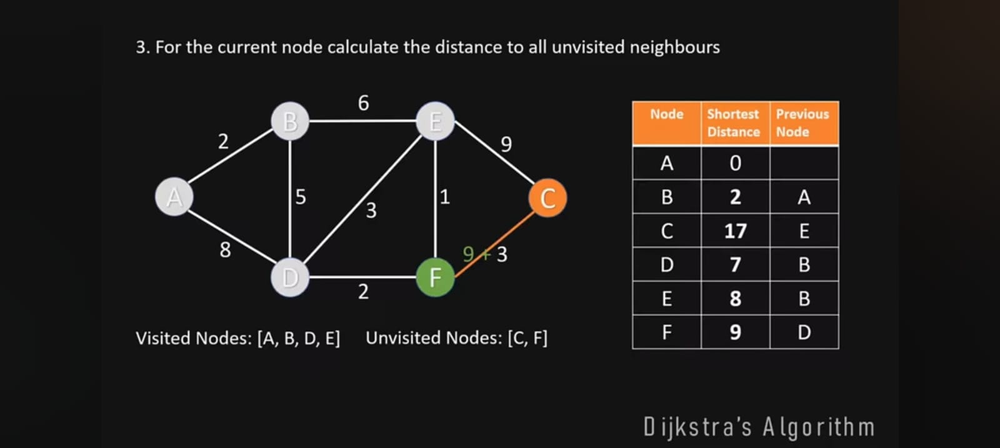 3. For the current node calculate the distance to all unvisited neighbours
6
B
E
2
9
A
5
3
1
C
8
9 + 3
D
F
2
Node Shortest Distance Previous Node
A 0
B 2 A
C 17 E
D 7 B
E 8 B
F 9 D
Visited Nodes: [A, B, D, E] Unvisited Nodes: [C, F]
Dijkstra's Algorithm